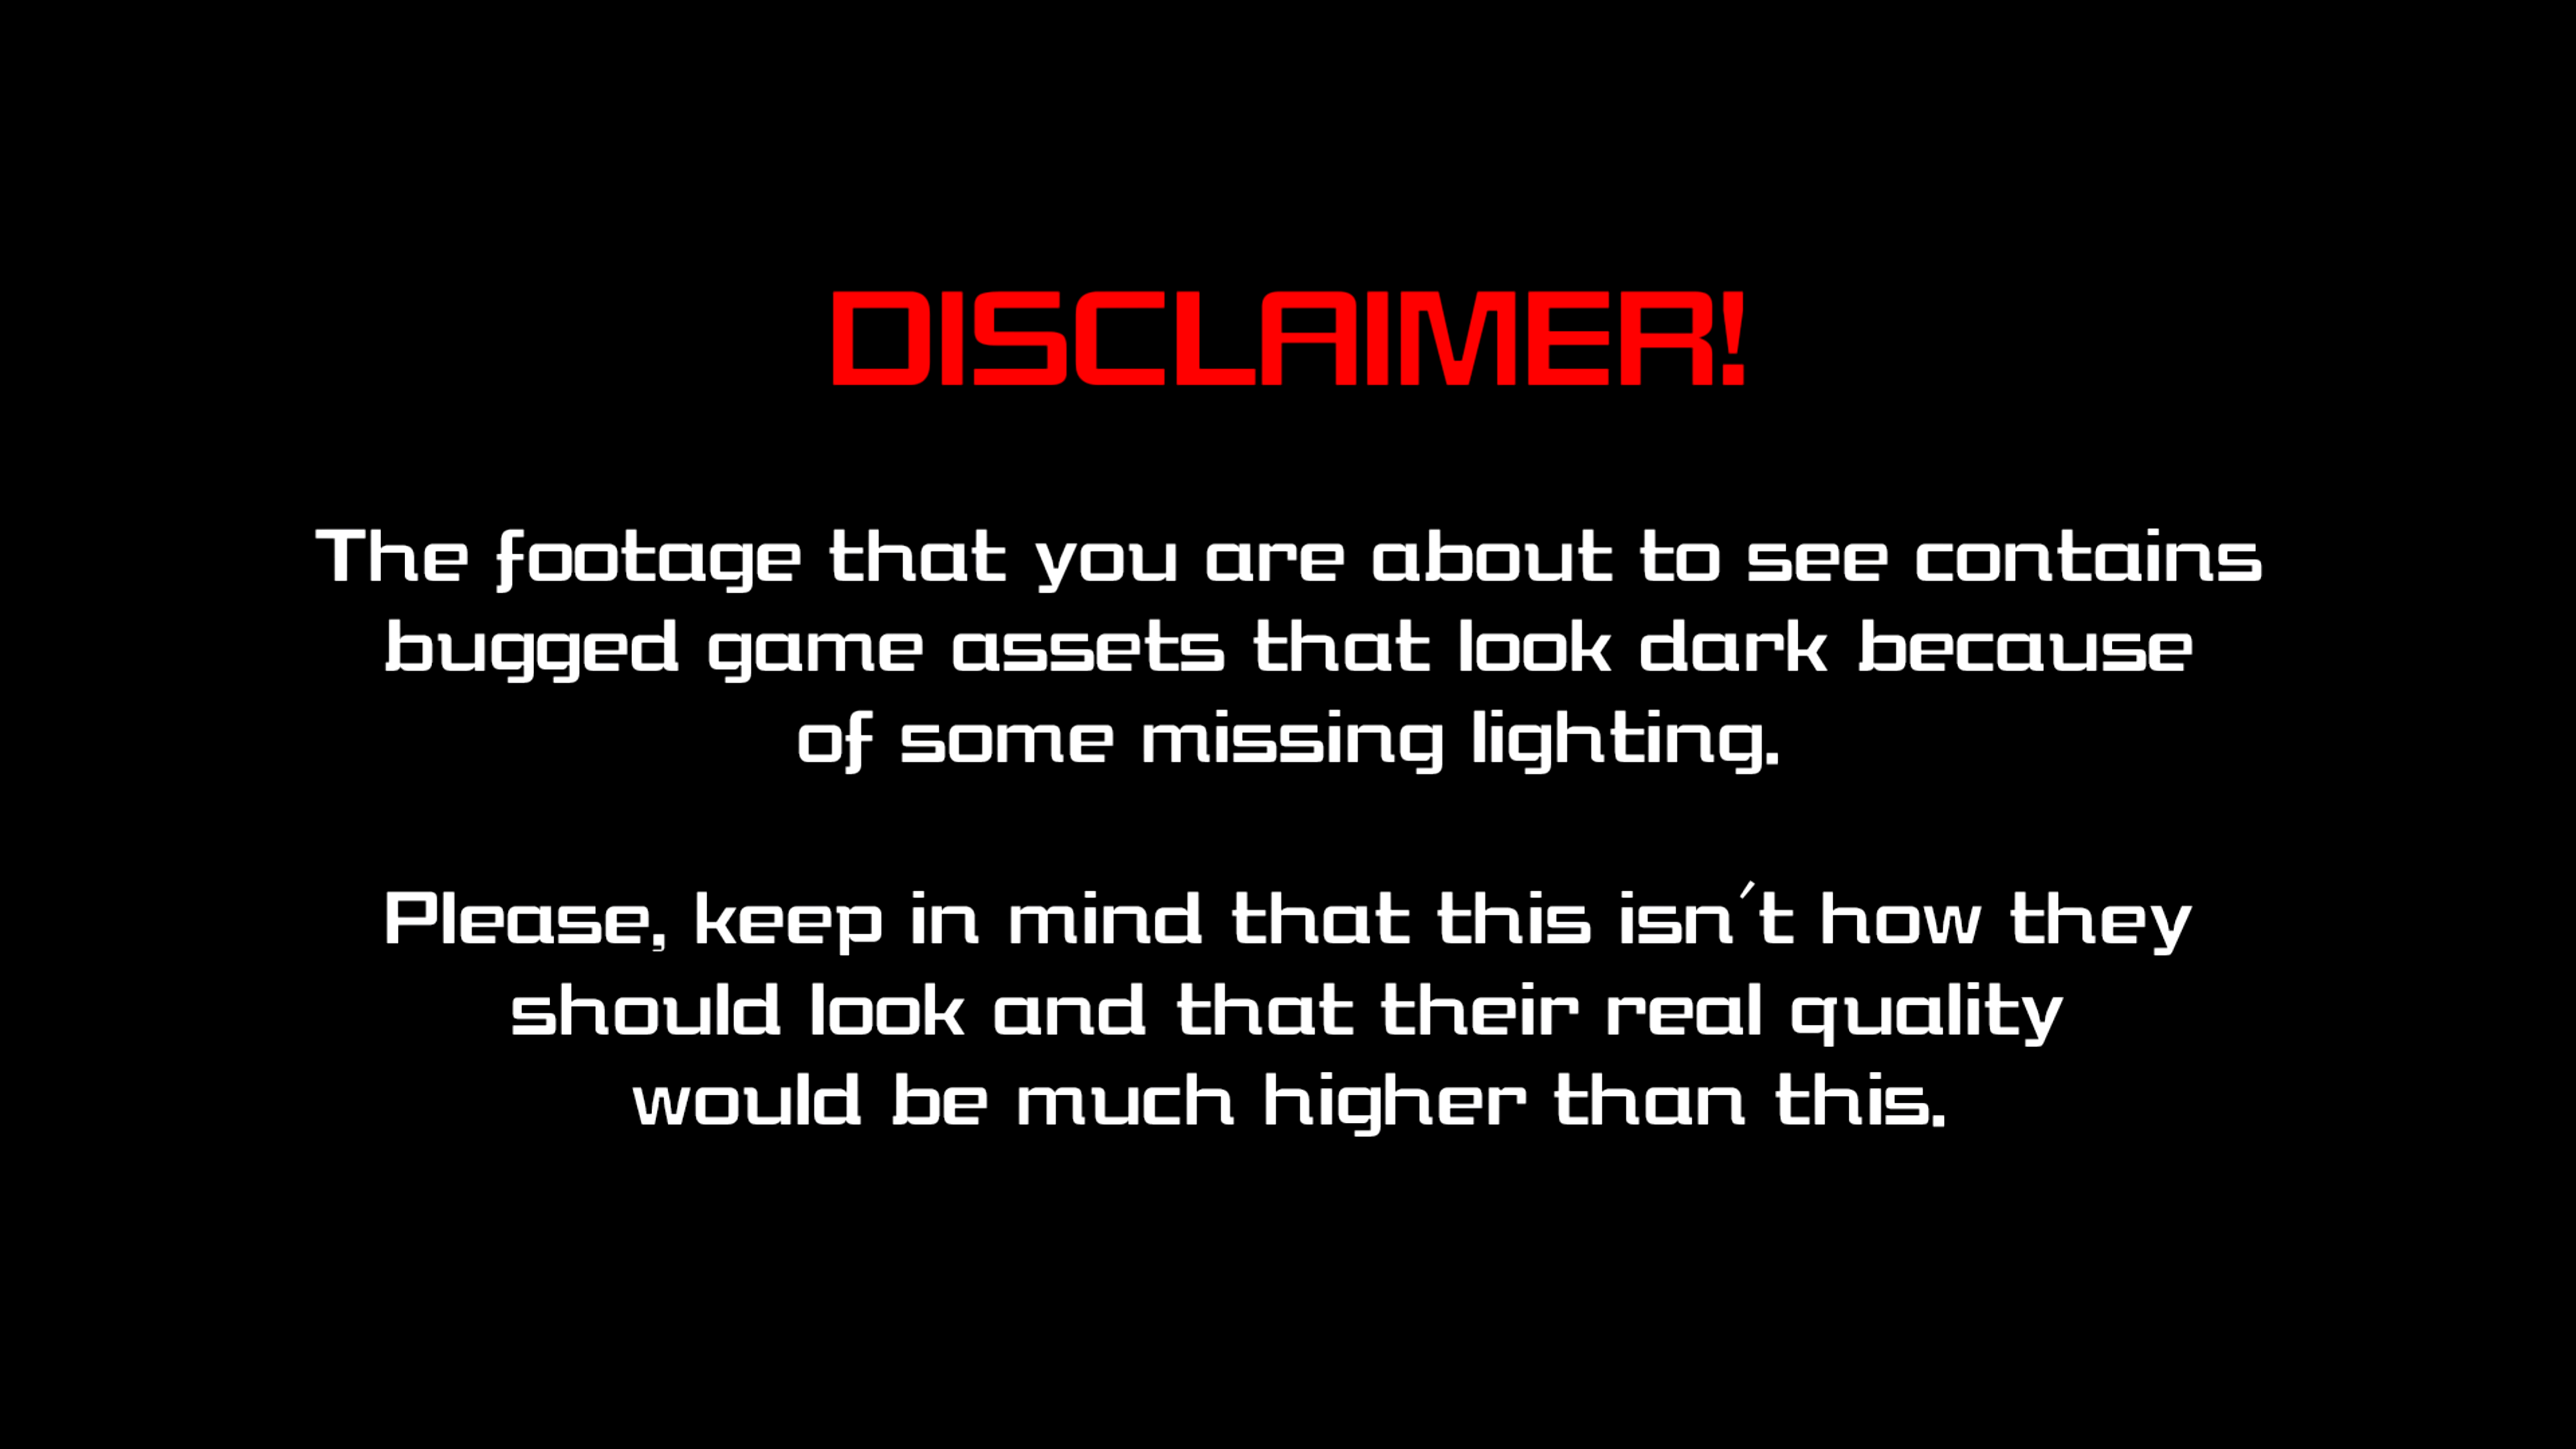 DISCLAIMER!
The footage that you are about to see contains
bugged game assets that look dark because
of some missing lighting.
Please, keep in mind that this isn´t how they
should look and that their real quality
would be much higher than this.